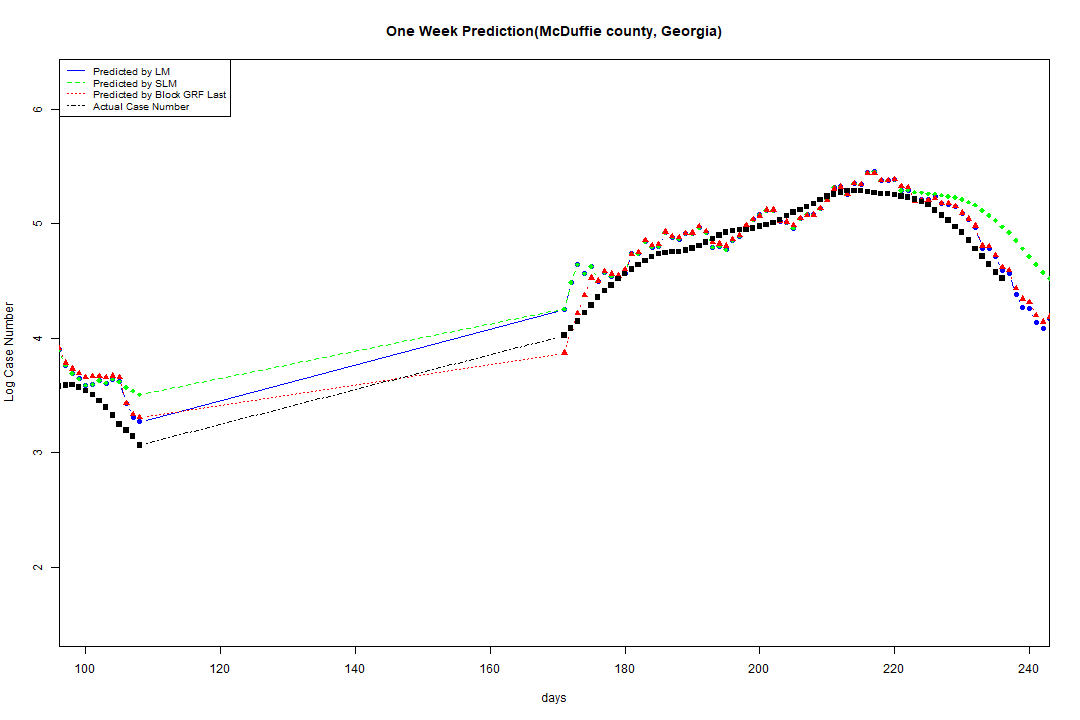 One Week Prediction(McDuffie county, Georgia)
Predicted by LM
Predicted by SLM
Predicted by Block GRF Last
Actual Case Number
6
5
4
3
2
Log Case Number
100 120 140 160 180 200 220 240
days